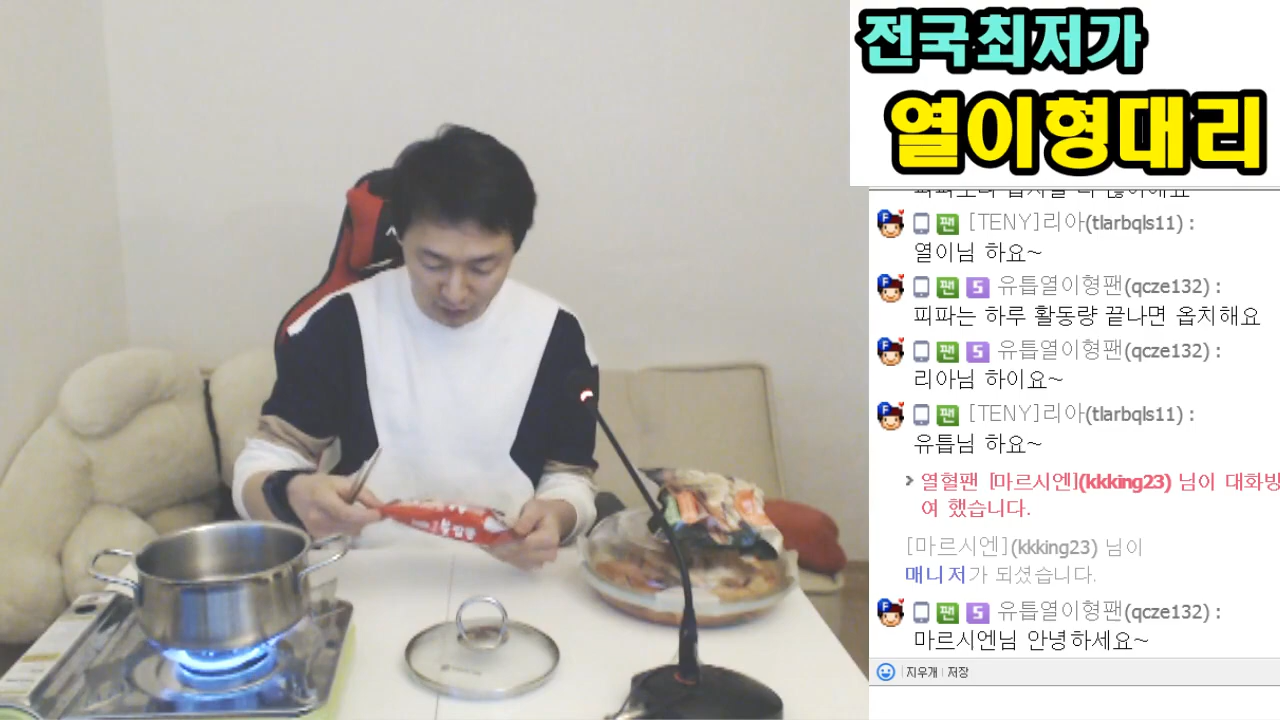 전국최저가
열이형대리
[TENY]리아(tlarbqls11) :
열이님 하요~
유튭열이형팬(qcze132) :
피파는 하루 활동량 끝나면 옵치해요
유튭열이형팬(qcze132) :
리아님 하이요~
[TENY]리아(tlarbqls11) :
유튭님 하요~
열혈팬 [마르시엔](kkking23) 님이 대화방
여 했습니다.
[마르시엔](kkking23) 님이
매니저가 되셨습니다.
유튭열이형팬(qcze132) :
마르시엔님 안녕하세요~
지우개 | 저장